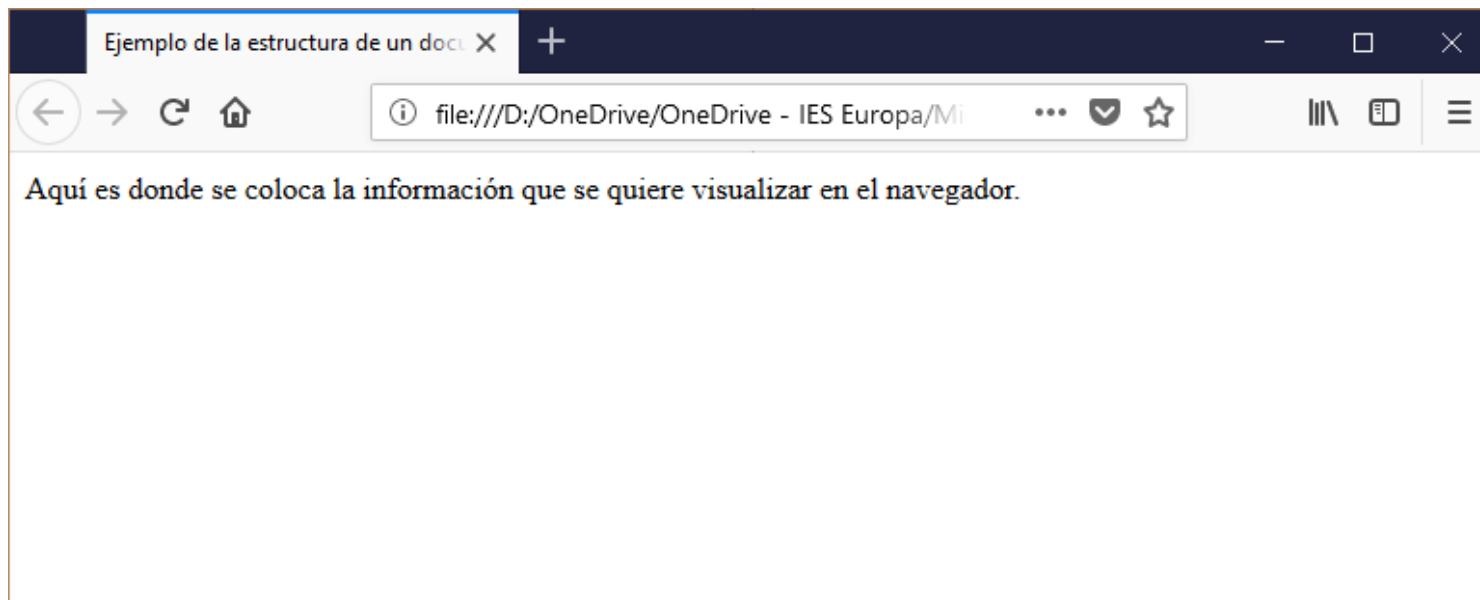 Ejemplo de la estructura de un docu
file:///D:/OneDrive/OneDrive - IES Europa/Mi
Aquí es donde se coloca la información que se quiere visualizar en el navegador.